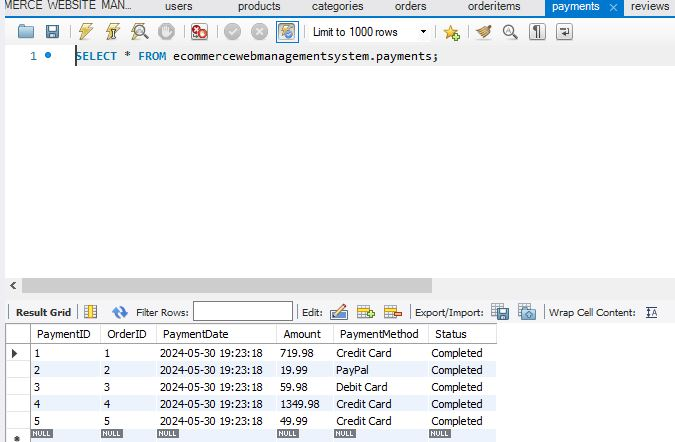 MERCE WEBSITE MAN... users products categories orders orderitems payments reviews
Limit to 1000 rows
1 SELECT * FROM ecommercewebmanagementsystem.payments;
Result Grid Filter Rows: Edit: Export/Import: Wrap Cell Content:
PaymentID OrderID PaymentDate Amount PaymentMethod Status
1 1 2024-05-30 19:23:18 719.98 Credit Card Completed
2 2 2024-05-30 19:23:18 19.99 PayPal Completed
3 3 2024-05-30 19:23:18 59.98 Debit Card Completed
4 4 2024-05-30 19:23:18 1349.98 Credit Card Completed
5 5 2024-05-30 19:23:18 49.99 Credit Card Completed
NULL NULL NULL NULL NULL NULL